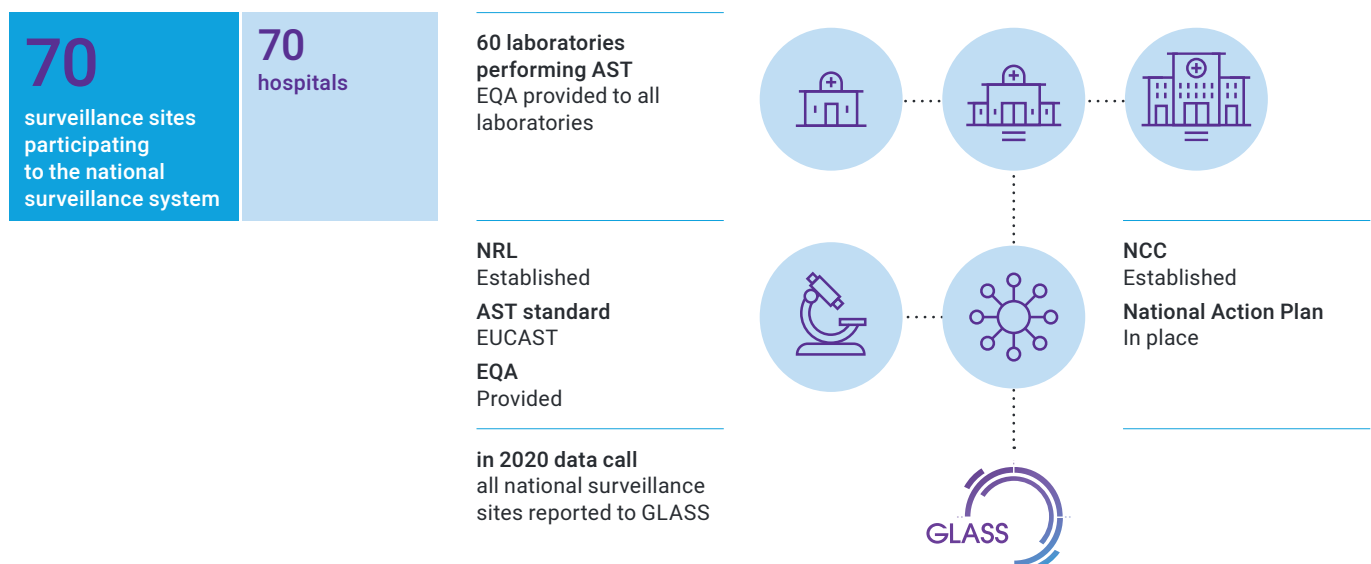 70
surveillance sites
participating
to the national
surveillance system
70
hospitals
60 laboratories
performing AST
EQA provided to all
laboratories
NRL
Established
AST standard
EUCAST
EQA
Provided
NCC
Established
National Action Plan
In place
in 2020 data call
all national surveillance
sites reported to GLASS
GLASS